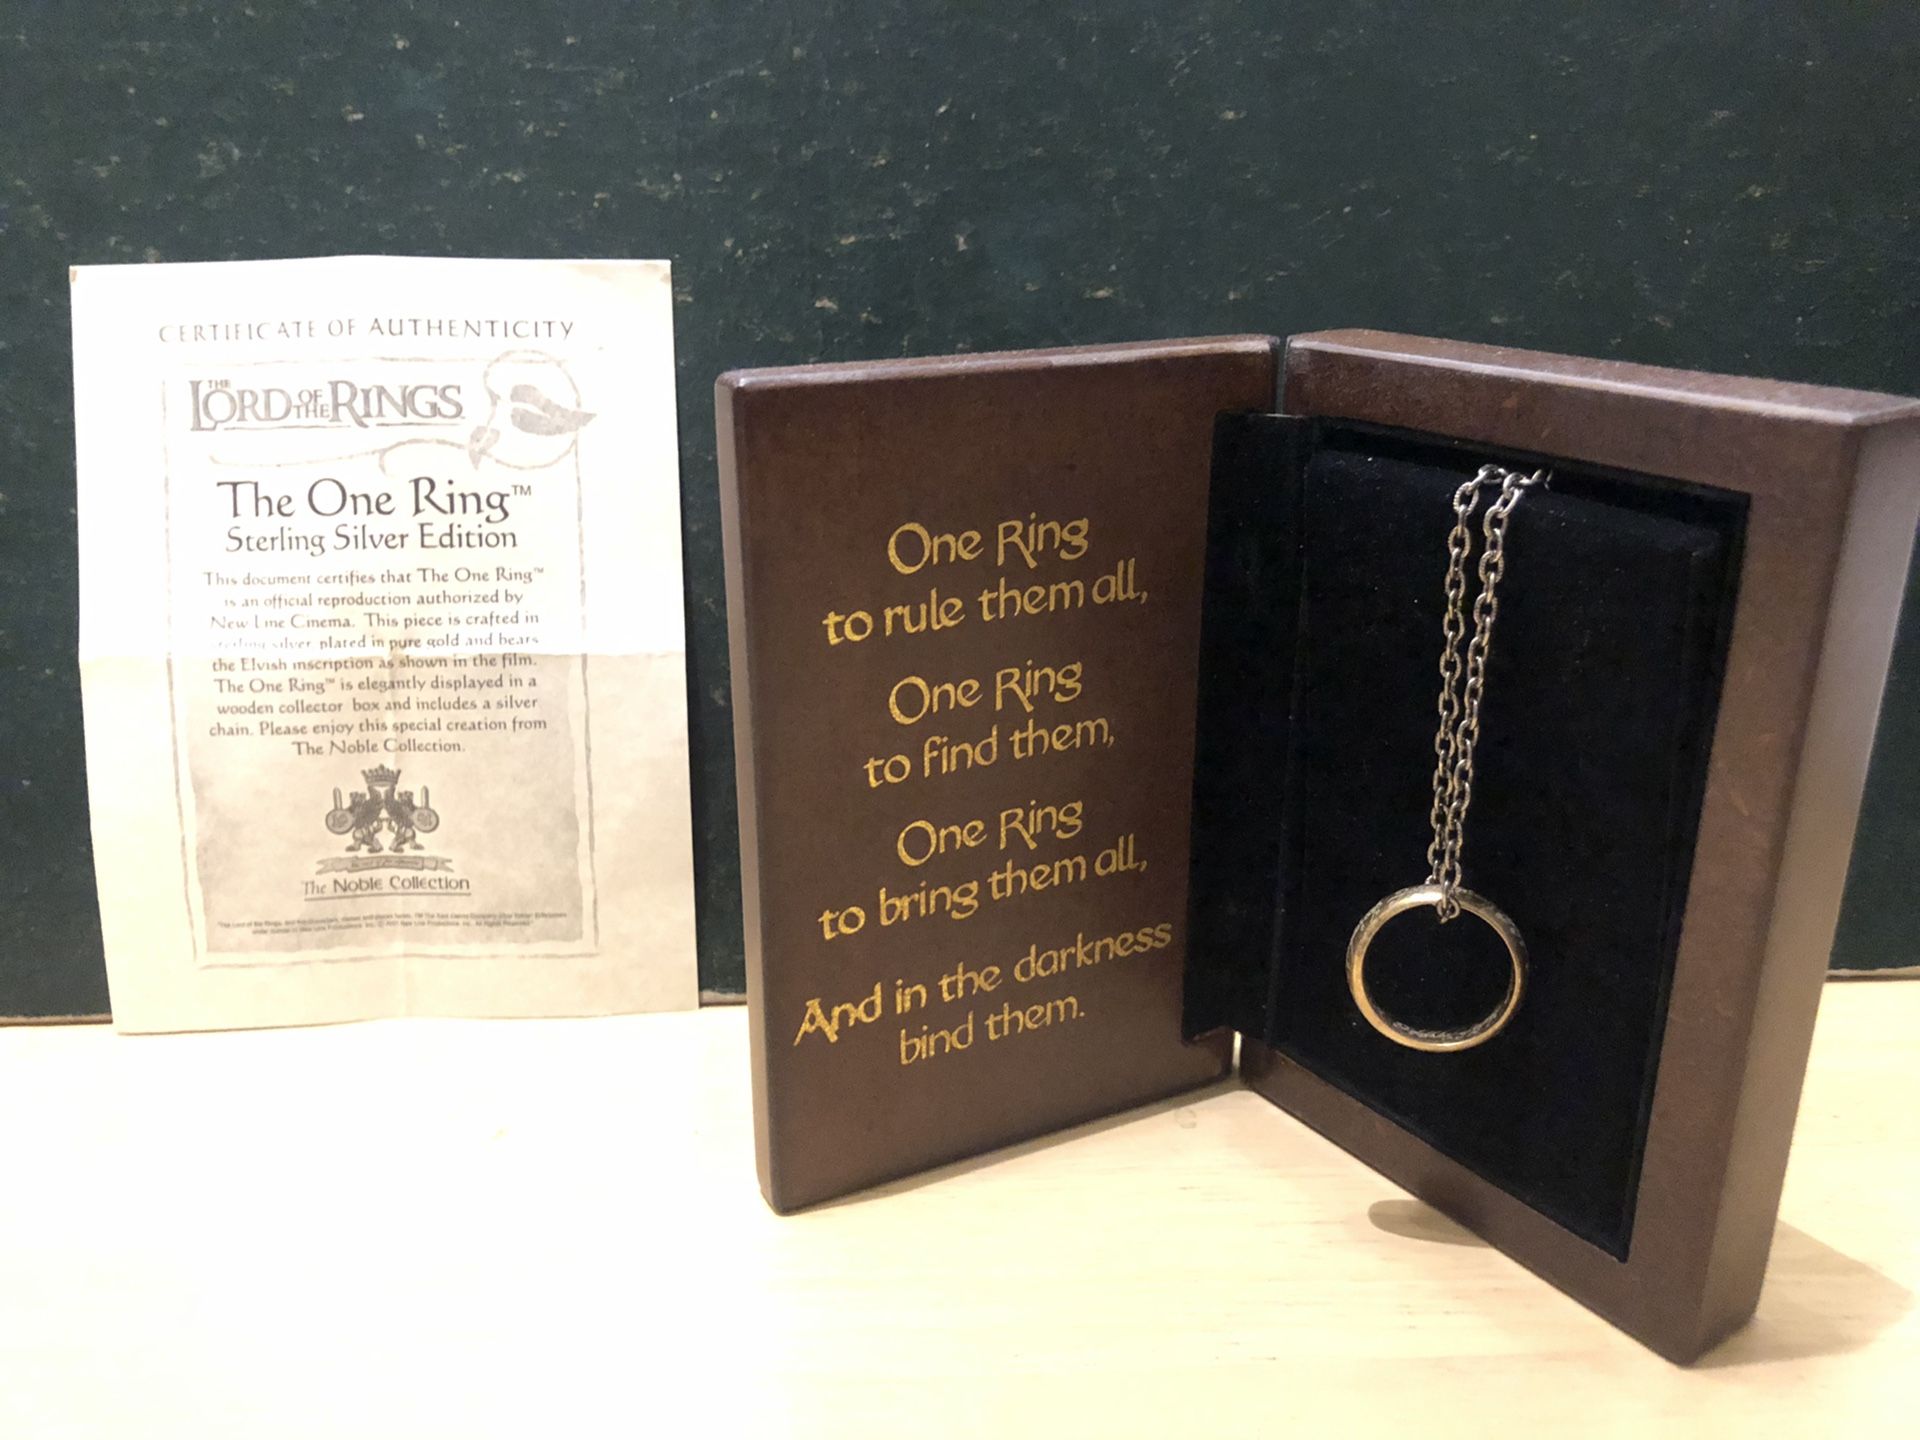 CERTIFICATE OF AUTHENTICITY
THE LORD OF THE RINGS
The One Ring™
Sterling Silver Edition
This document certifies that The One Ring™
is an official reproduction authorized by
New Line Cinema. This piece is crafted in
sterling silver plated in pure gold and bears
the Elvish inscription as shown in the film.
The One Ring™ is elegantly displayed in a
wooden collector box and includes a silver
chain. Please enjoy this special creation from
The Noble Collection.
The Noble Collection
One Ring
to rule them all,
One Ring
to find them,
One Ring
to bring them all,
And in the darkness
bind them.